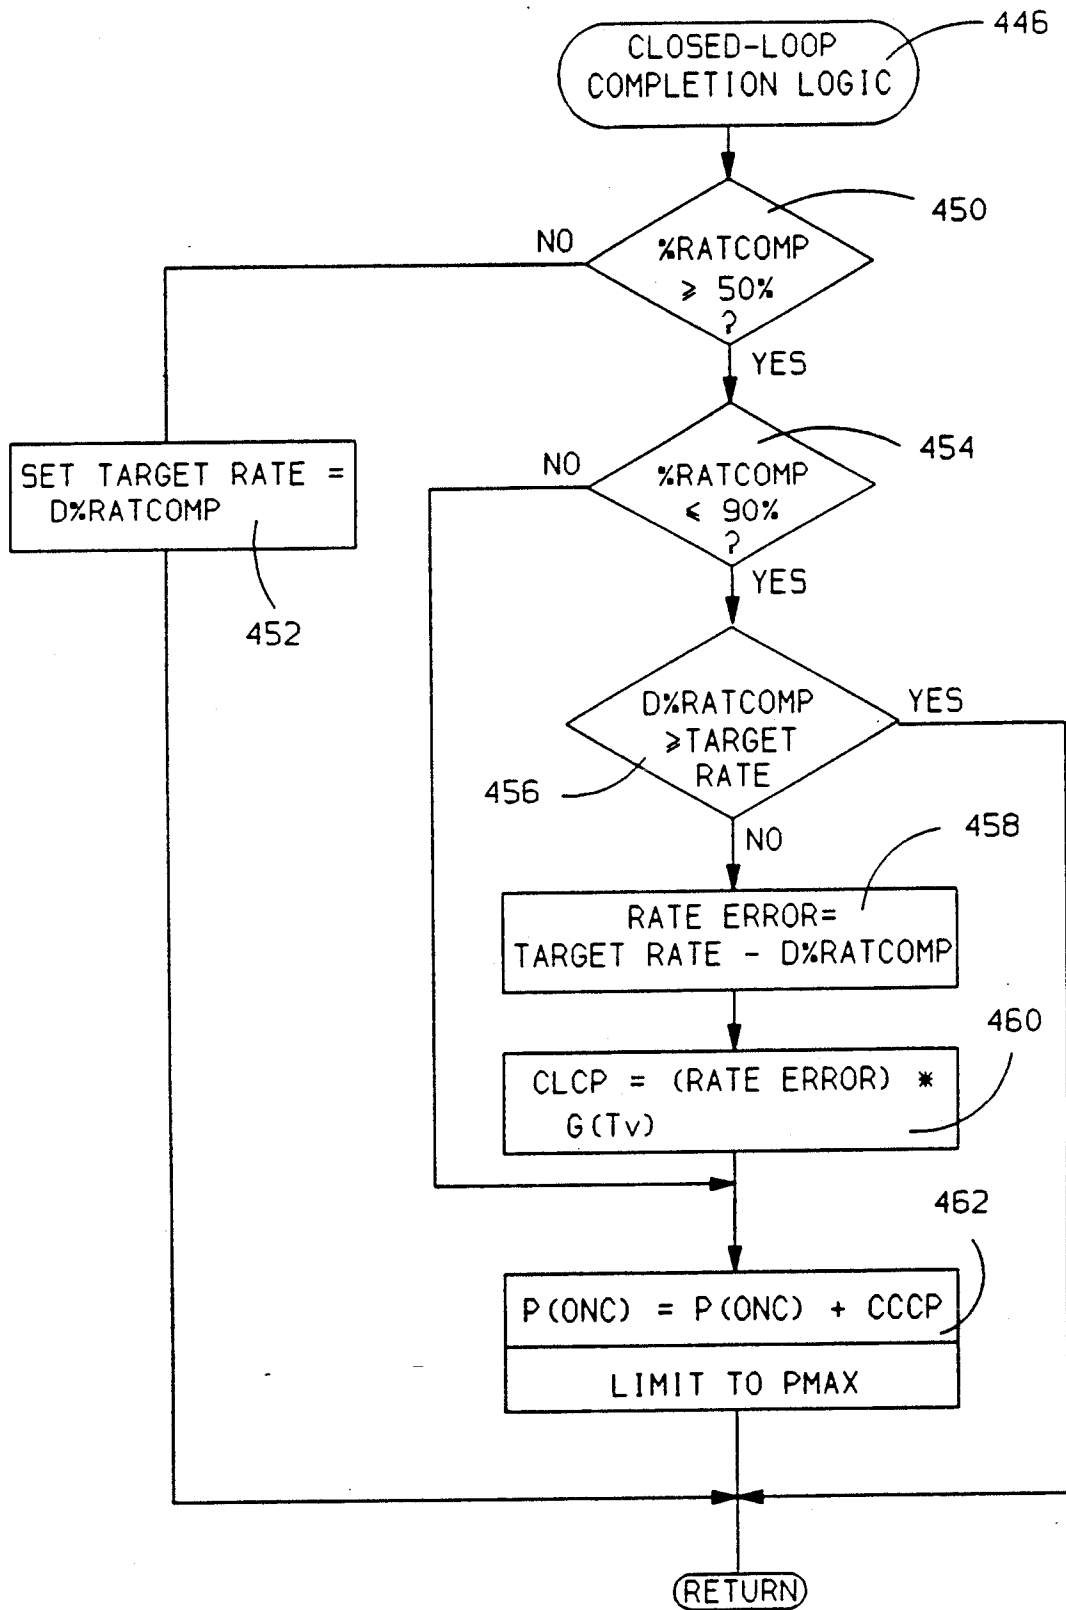 CLOSED-LOOP
COMPLETION LOGIC
446
%RATCOMP
≥ 50%
?
450
NO
YES
%RATCOMP
≤ 90%
?
454
NO
YES
SET TARGET RATE =
D%RATCOMP
452
D%RATCOMP
≥TARGET
RATE
456
YES
NO
RATE ERROR=
TARGET RATE - D%RATCOMP
458
CLCP = (RATE ERROR) *
G(Tv)
460
462
P(ONC) = P(ONC) + CCCP
LIMIT TO PMAX
RETURN